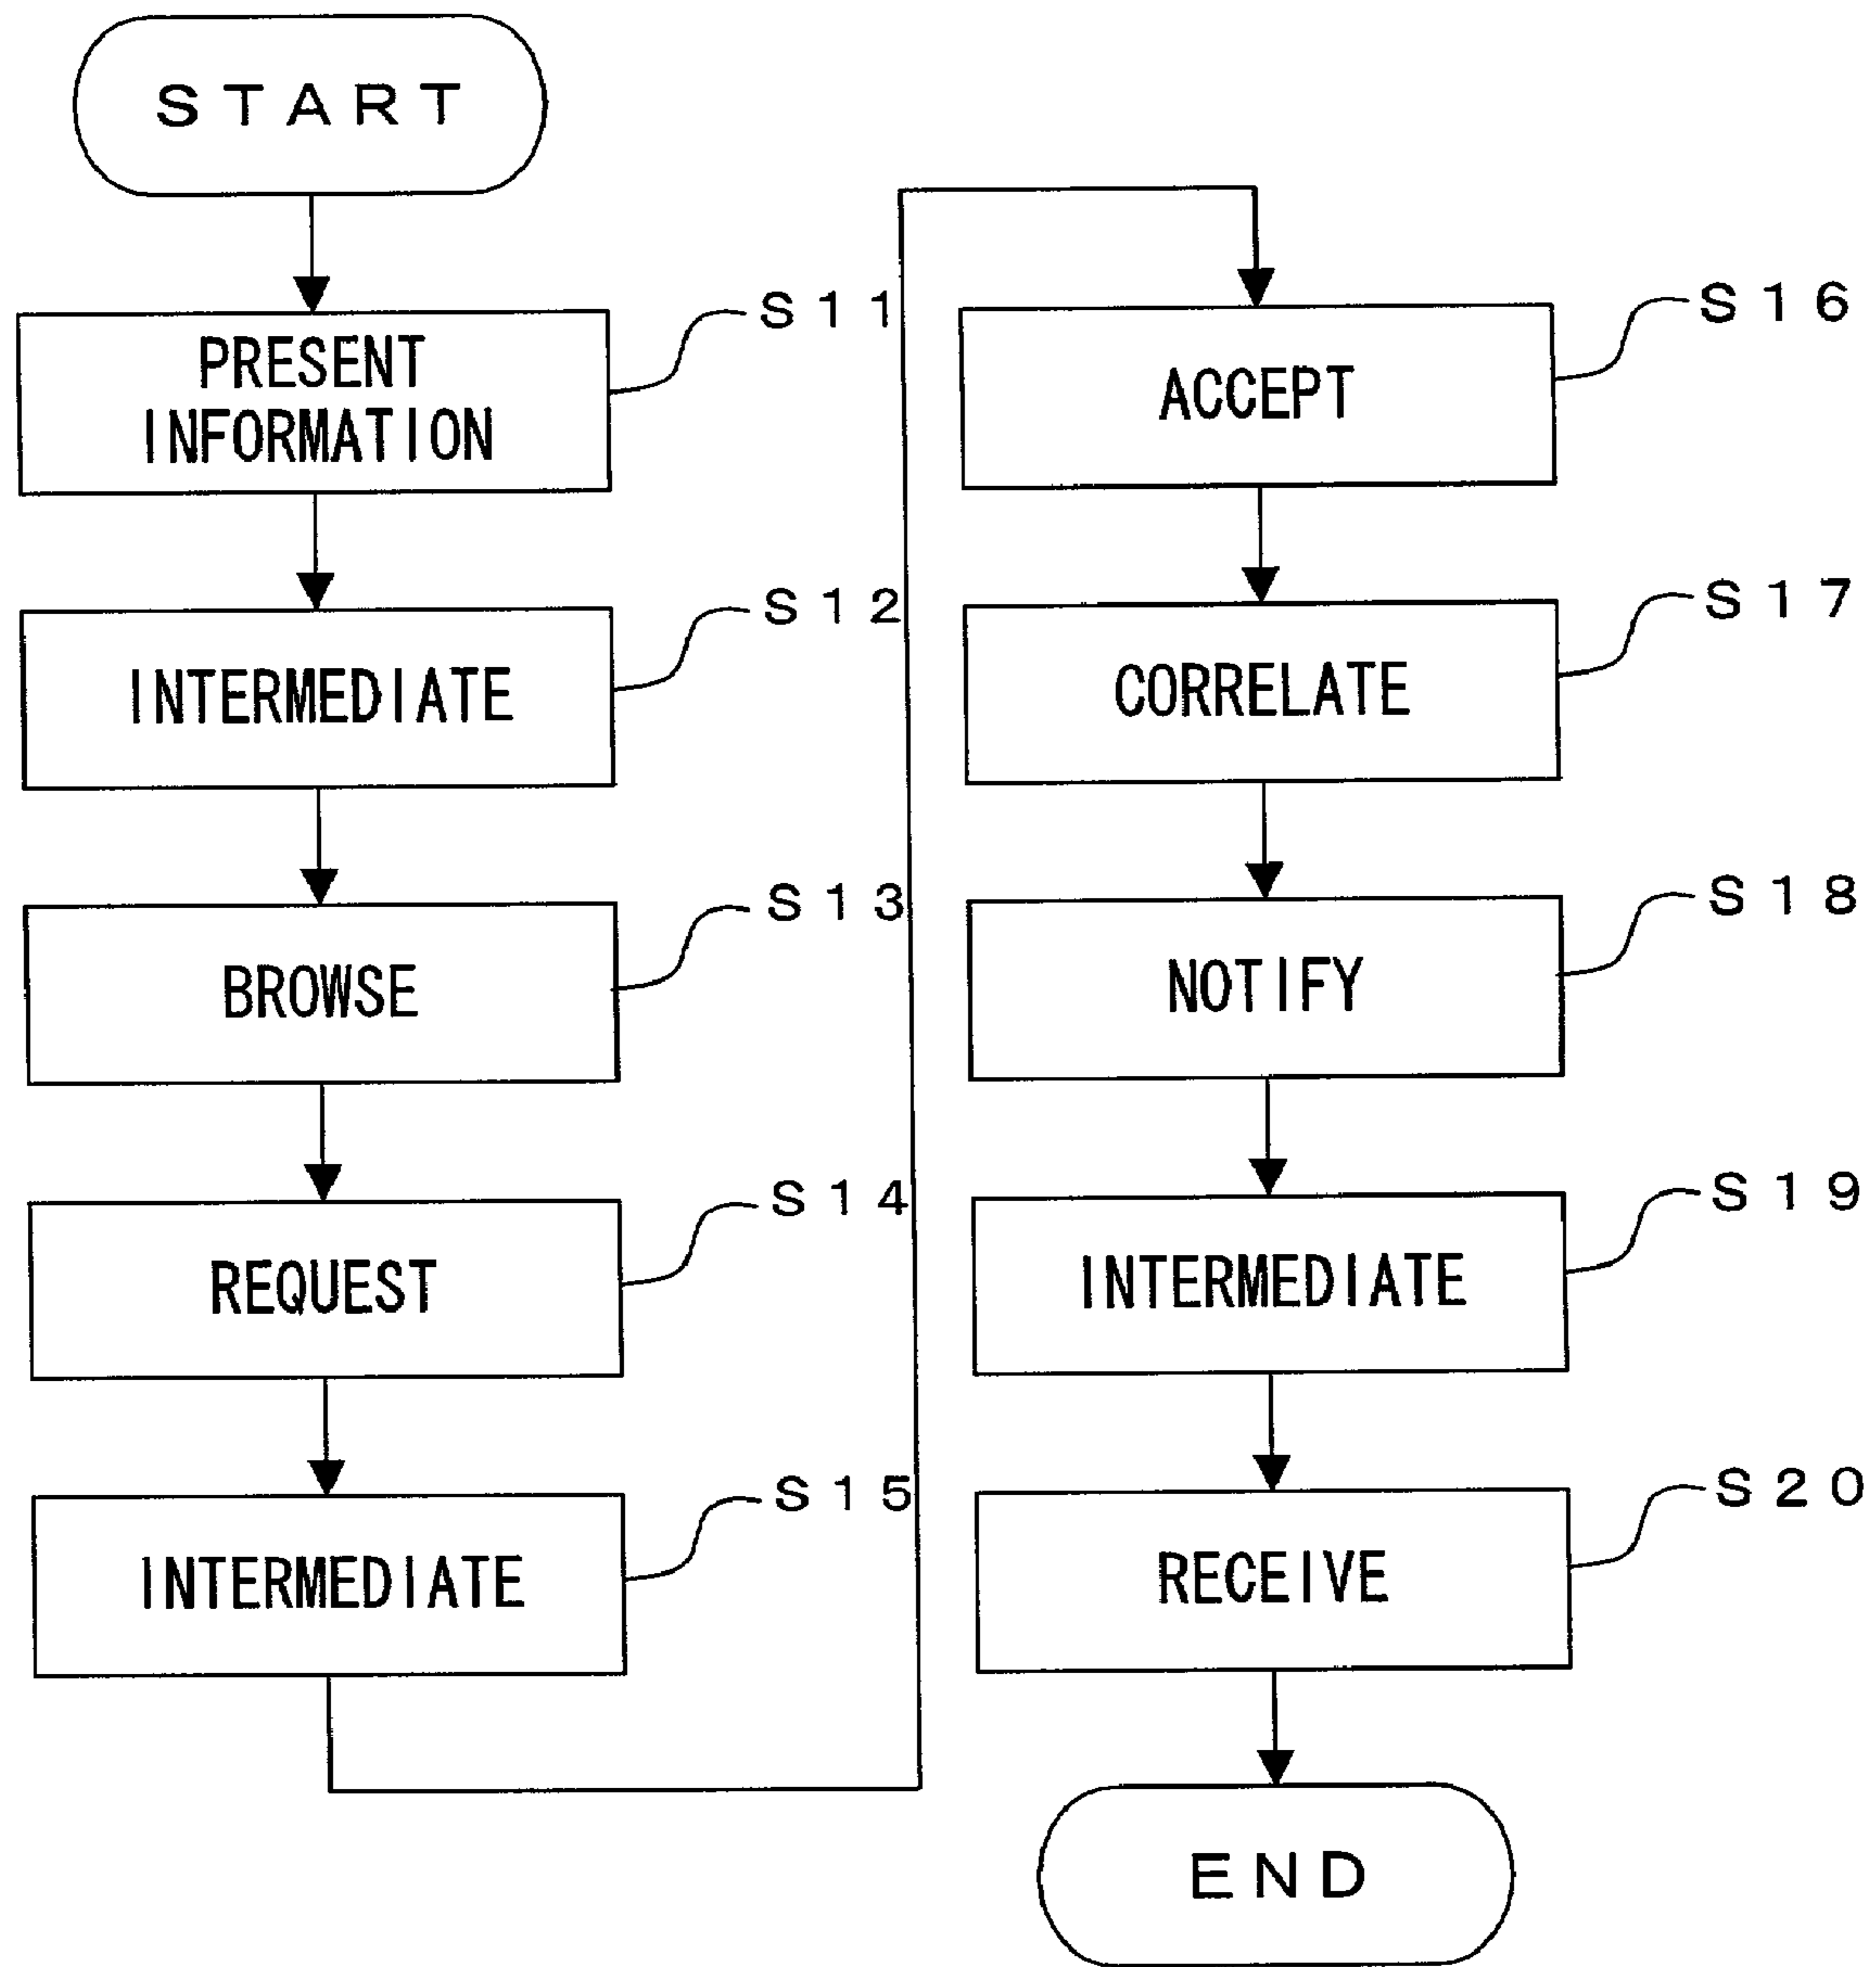 START
PRESENT
INFORMATION
S11
INTERMEDIATE
S12
BROWSE
S13
REQUEST
S14
INTERMEDIATE
S15
ACCEPT
S16
CORRELATE
S17
NOTIFY
S18
INTERMEDIATE
S19
RECEIVE
S20
END